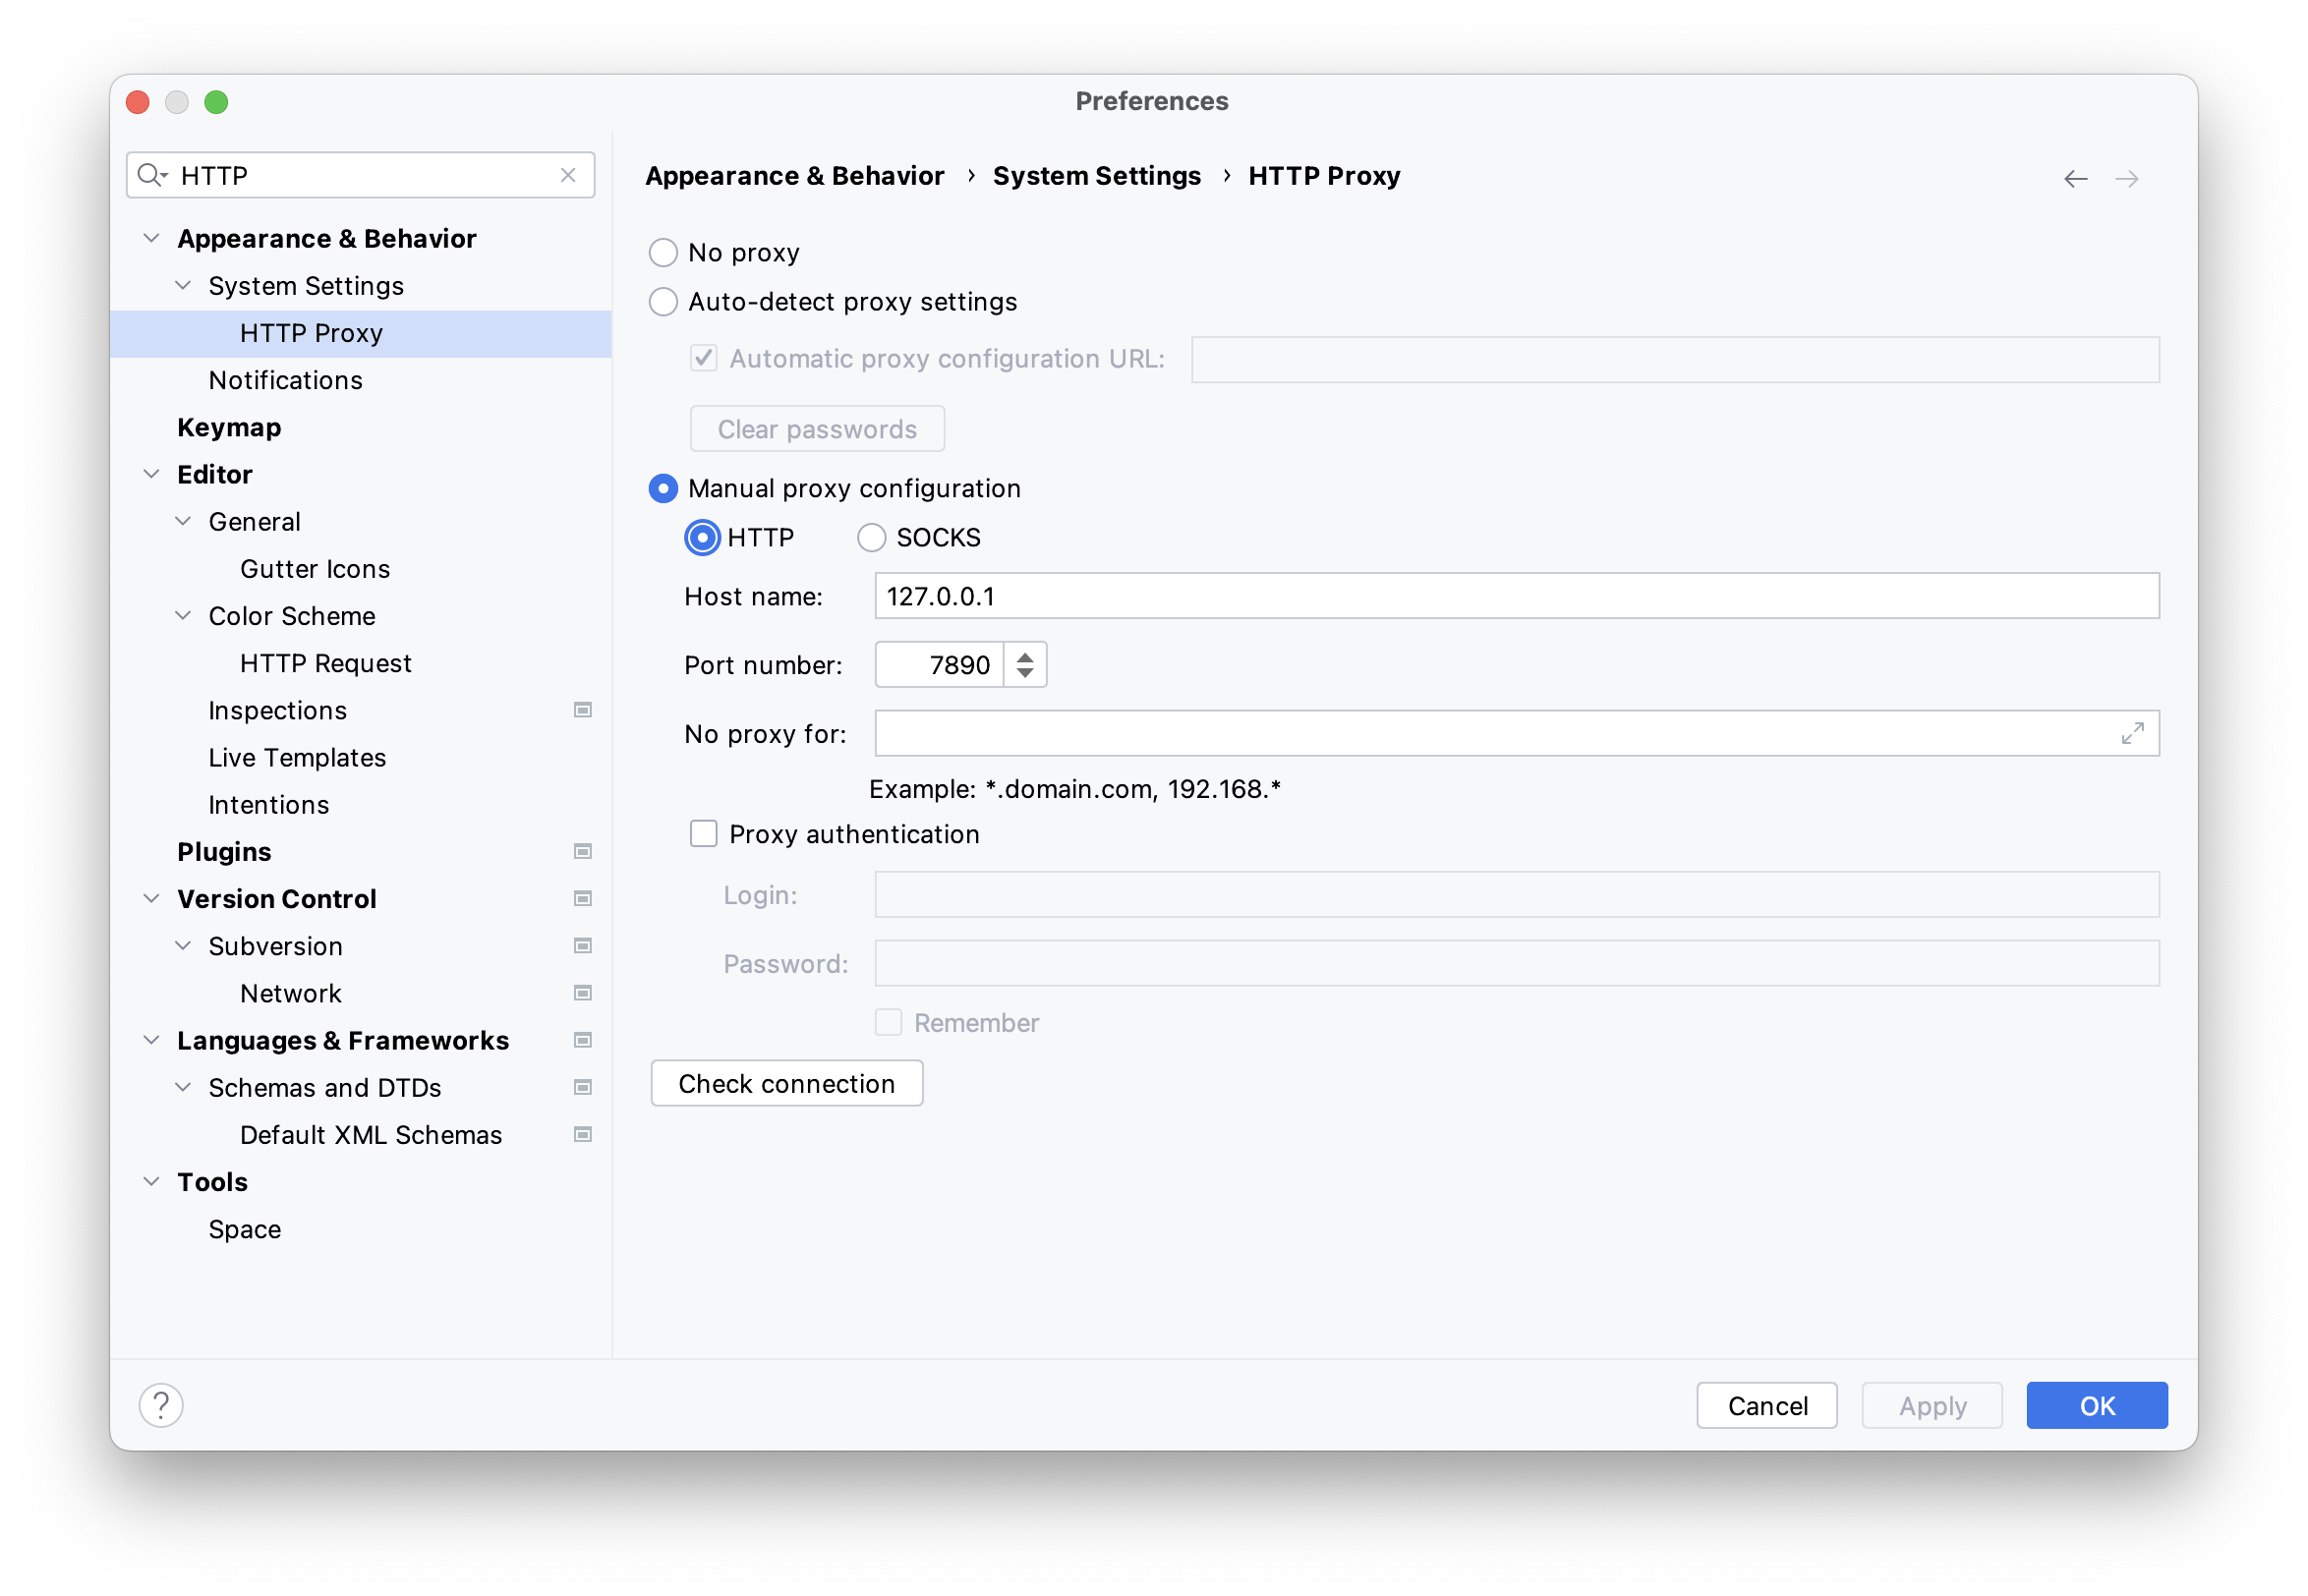 Preferences
HTTP
Appearance & Behavior
System Settings
HTTP Proxy
Notifications
Keymap
Editor
General
Gutter Icons
Color Scheme
HTTP Request
Inspections
Live Templates
Intentions
Plugins
Version Control
Subversion
Network
Languages & Frameworks
Schemas and DTDs
Default XML Schemas
Tools
Space
Appearance & Behavior › System Settings › HTTP Proxy
No proxy
Auto-detect proxy settings
Automatic proxy configuration URL:
Clear passwords
Manual proxy configuration
HTTP SOCKS
Host name: 127.0.0.1
Port number: 7890
No proxy for:
Example: *.domain.com, 192.168.*
Proxy authentication
Login:
Password:
Remember
Check connection
? Cancel Apply OK